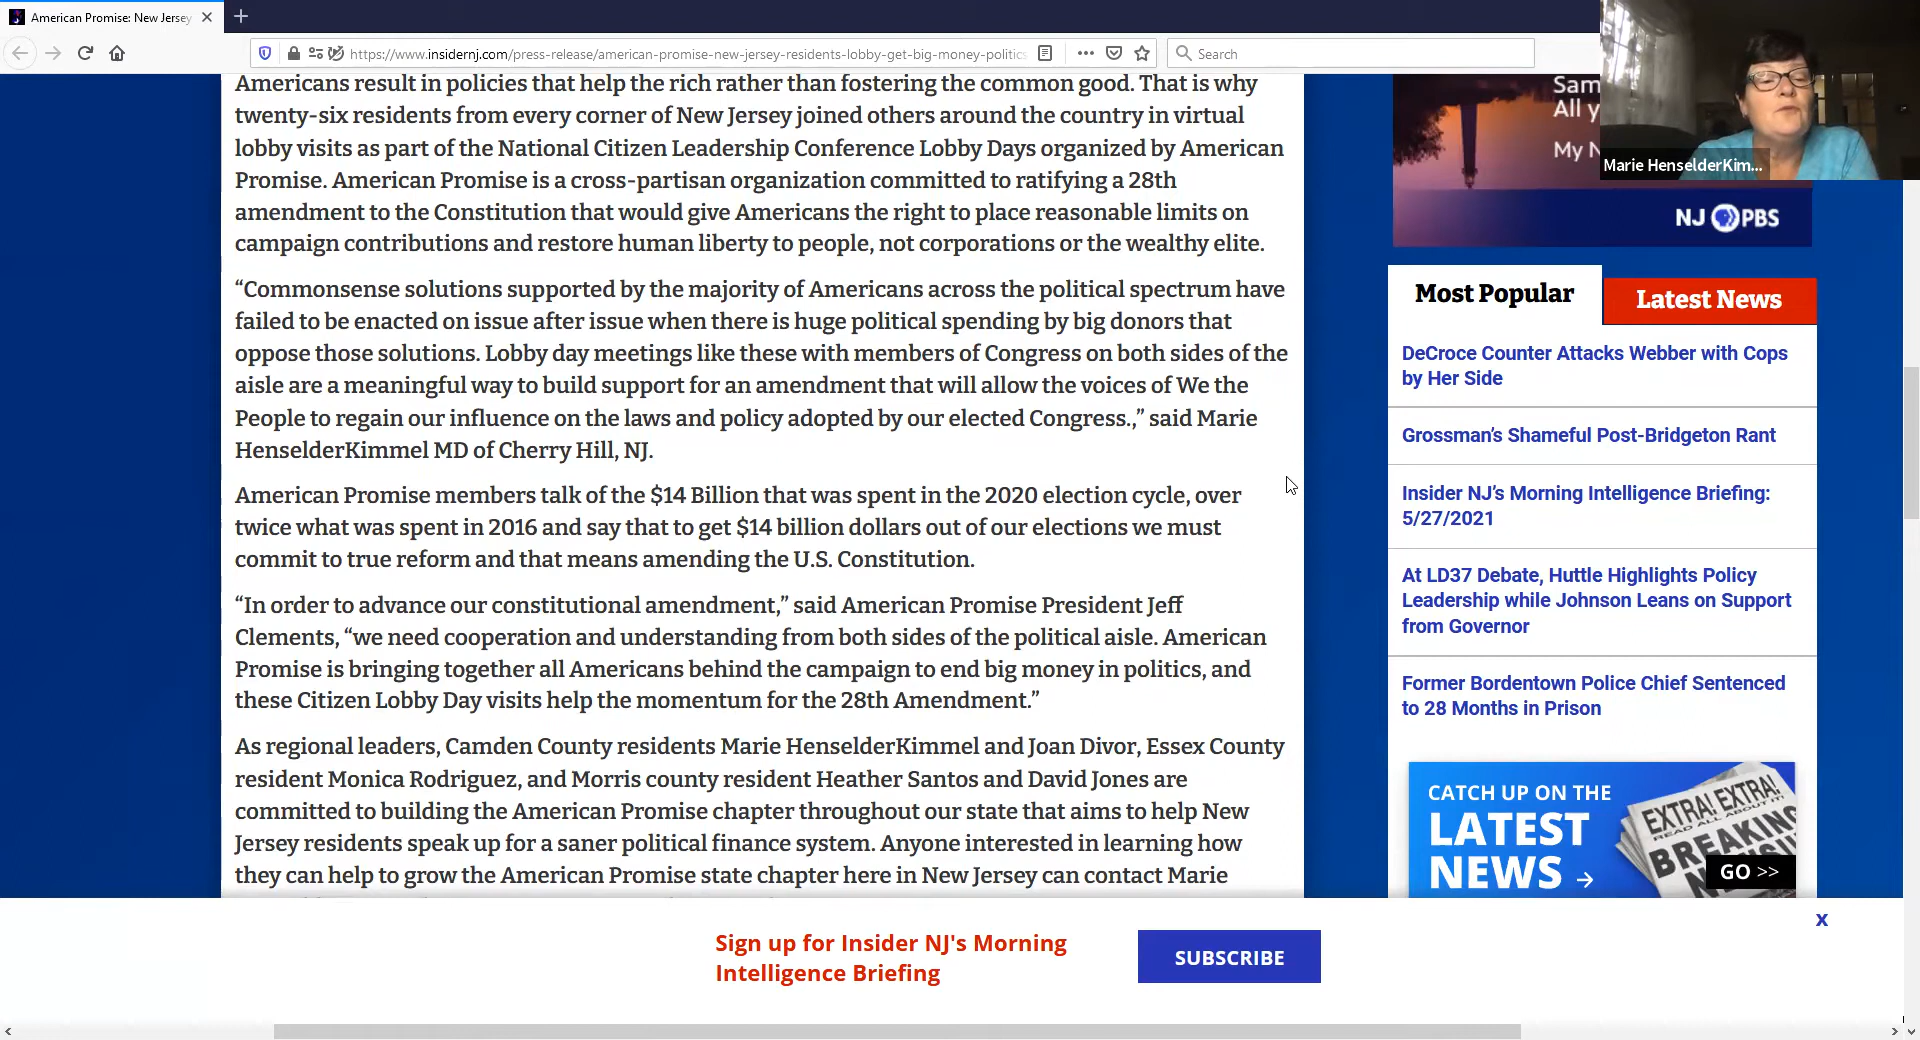 American Promise: New Jersey
https://www.insidernj.com/press-release/american-promise-new-jersey-residents-lobby-get-big-money-politics
Search
Americans result in policies that help the rich rather than fostering the common good. That is why
twenty-six residents from every corner of New Jersey joined others around the country in virtual
lobby visits as part of the National Citizen Leadership Conference Lobby Days organized by American
Promise. American Promise is a cross-partisan organization committed to ratifying a 28th
amendment to the Constitution that would give Americans the right to place reasonable limits on
campaign contributions and restore human liberty to people, not corporations or the wealthy elite.
“Commonsense solutions supported by the majority of Americans across the political spectrum have
failed to be enacted on issue after issue when there is huge political spending by big donors that
oppose those solutions. Lobby day meetings like these with members of Congress on both sides of the
aisle are a meaningful way to build support for an amendment that will allow the voices of We the
People to regain our influence on the laws and policy adopted by our elected Congress.,” said Marie
HenselderKimmel MD of Cherry Hill, NJ.
American Promise members talk of the $14 Billion that was spent in the 2020 election cycle, over
twice what was spent in 2016 and say that to get $14 billion dollars out of our elections we must
commit to true reform and that means amending the U.S. Constitution.
“In order to advance our constitutional amendment,” said American Promise President Jeff
Clements, “we need cooperation and understanding from both sides of the political aisle. American
Promise is bringing together all Americans behind the campaign to end big money in politics, and
these Citizen Lobby Day visits help the momentum for the 28th Amendment.”
As regional leaders, Camden County residents Marie HenselderKimmel and Joan Divor, Essex County
resident Monica Rodriguez, and Morris county resident Heather Santos and David Jones are
committed to building the American Promise chapter throughout our state that aims to help New
Jersey residents speak up for a saner political finance system. Anyone interested in learning how
they can help to grow the American Promise state chapter here in New Jersey can contact Marie
Sam
All y
My N
Marie HenselderKim...
NJ PBS
Most Popular
Latest News
DeCroce Counter Attacks Webber with Cops
by Her Side
Grossman’s Shameful Post-Bridgeton Rant
Insider NJ’s Morning Intelligence Briefing:
5/27/2021
At LD37 Debate, Huttle Highlights Policy
Leadership while Johnson Leans on Support
from Governor
Former Bordentown Police Chief Sentenced
to 28 Months in Prison
CATCH UP ON THE
LATEST
NEWS →
EXTRA! EXTRA!
READ ALL ABOUT IT!
BREAKING
GO >>
Sign up for Insider NJ's Morning
Intelligence Briefing
SUBSCRIBE
x